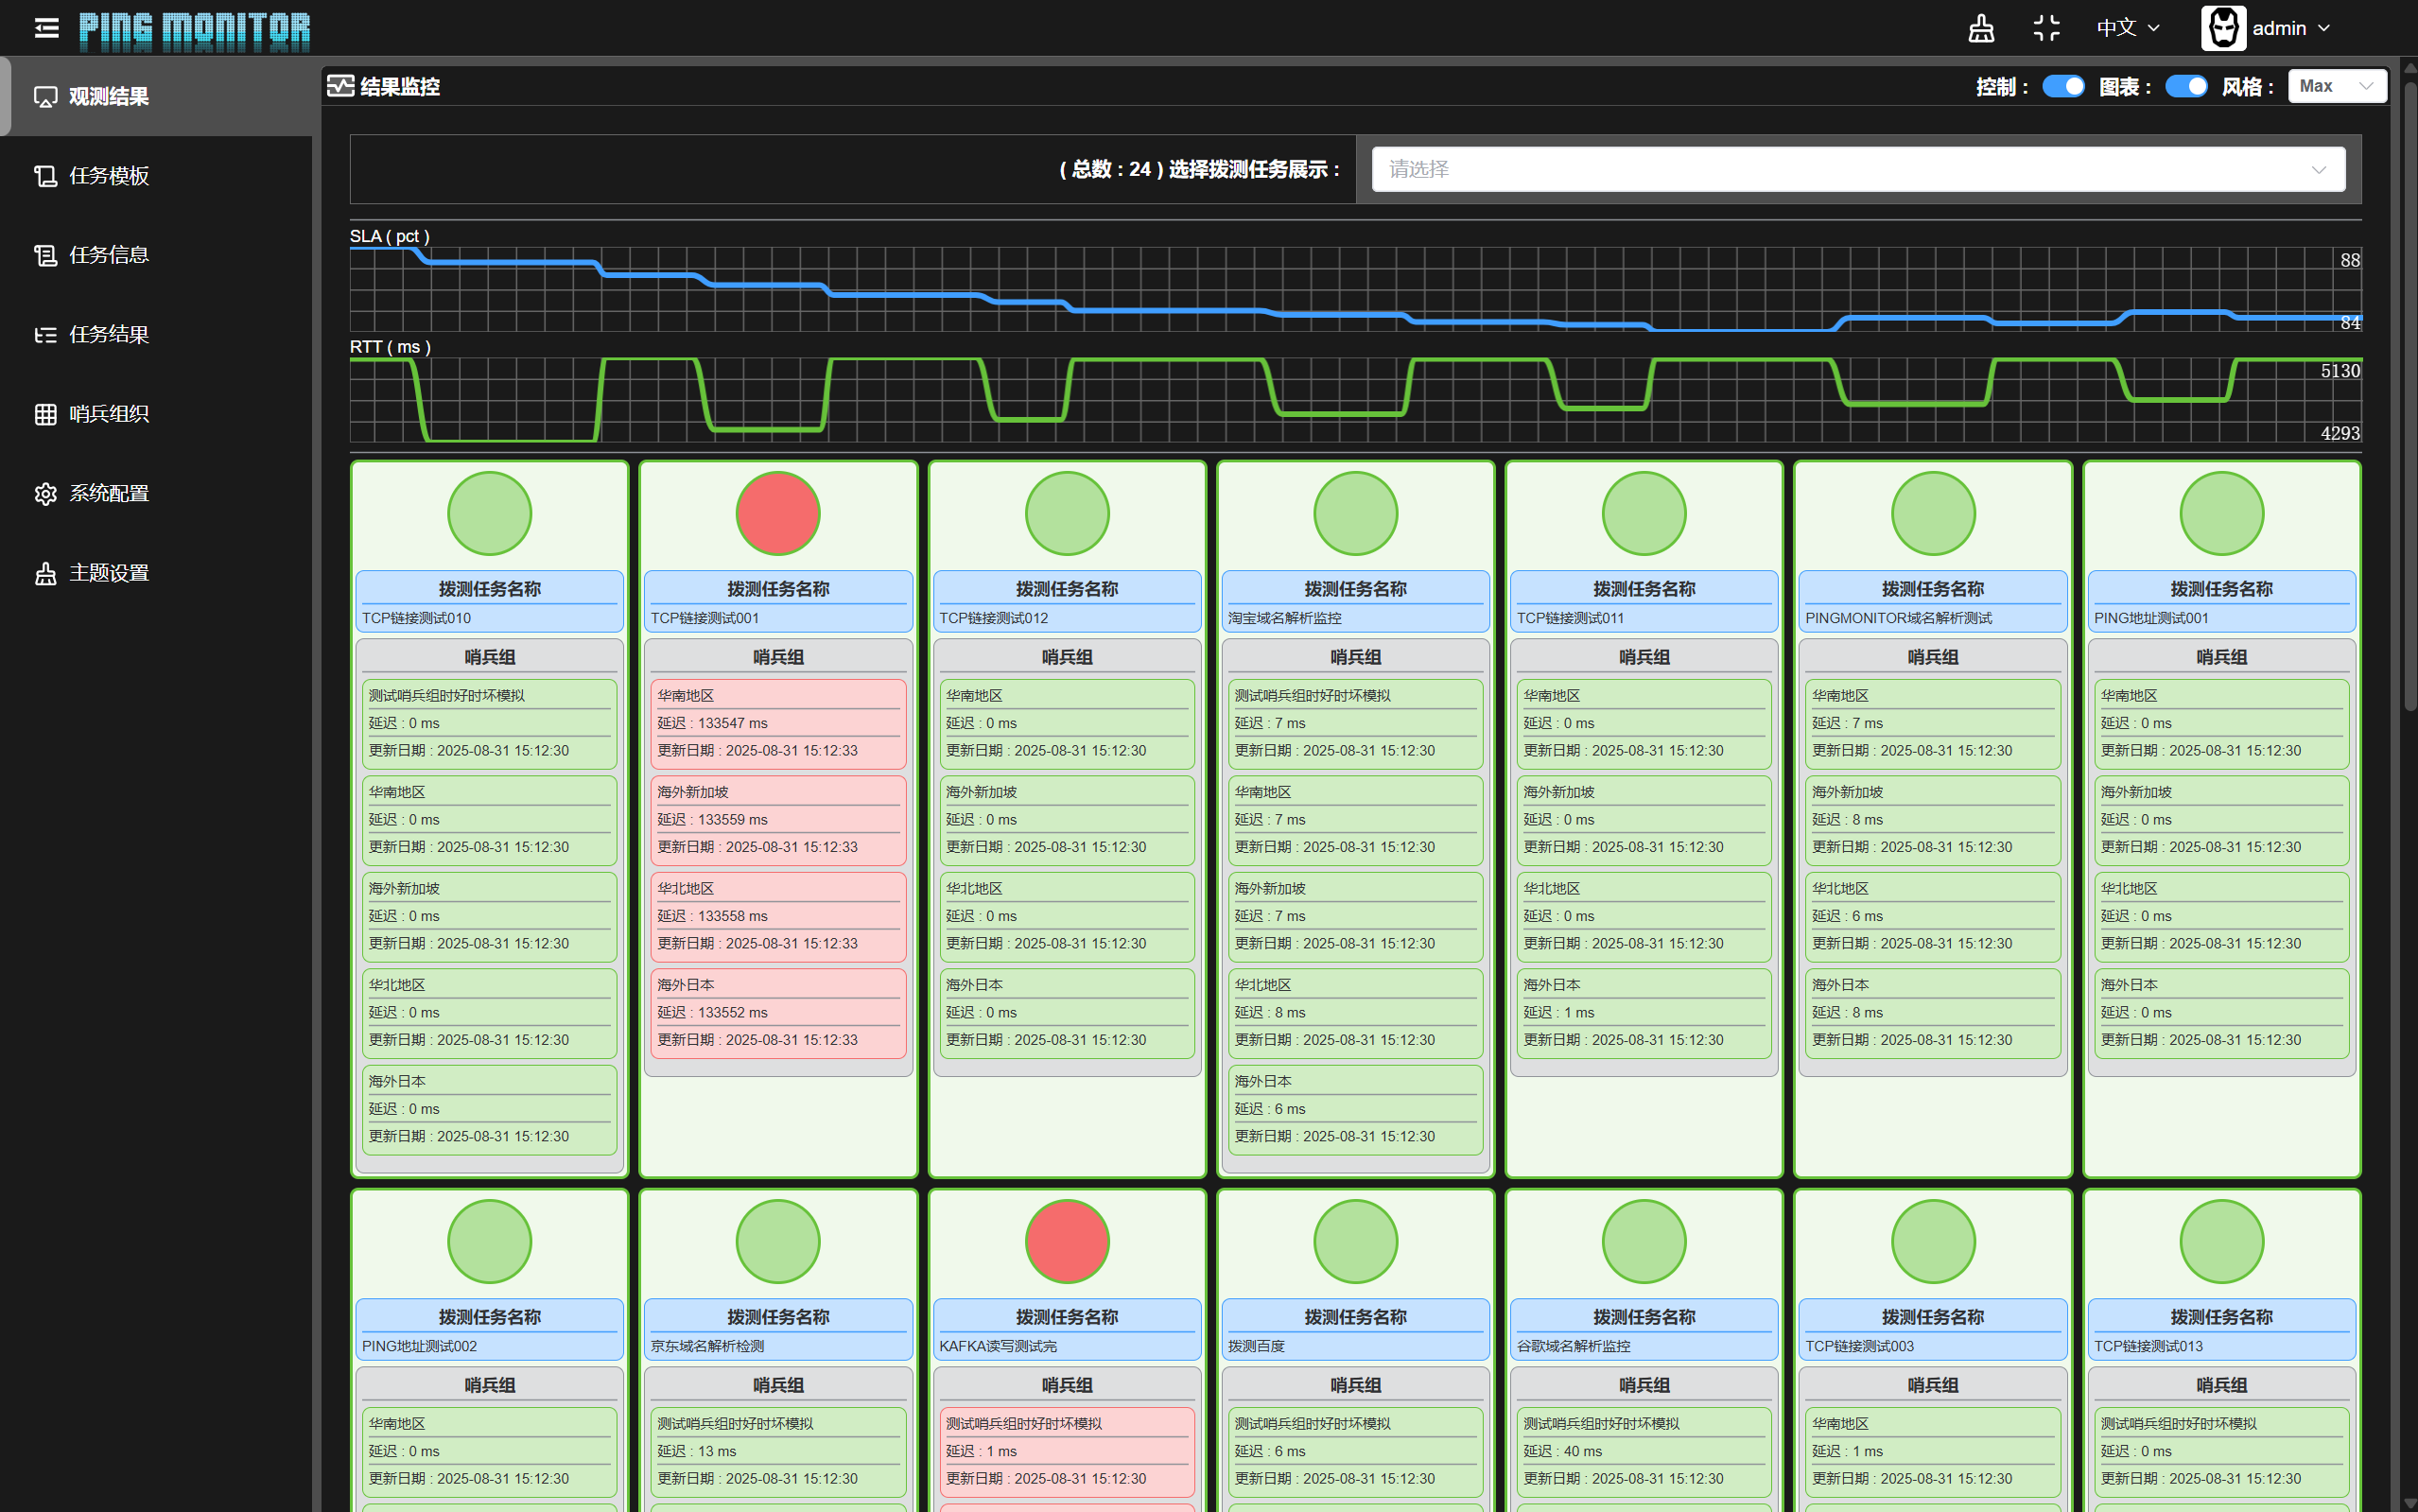 PING MONITOR
中文
admin
观测结果
任务模板
任务信息
任务结果
哨兵组织
系统配置
主题设置
结果监控
控制 :
图表 :
风格 :
Max
( 总数 : 24 ) 选择拨测任务展示 :
请选择
SLA ( pct )
88
84
RTT ( ms )
5130
4293
拨测任务名称
TCP链接测试010
哨兵组
测试哨兵组时好时坏模拟
延迟 : 0 ms
更新日期 : 2025-08-31 15:12:30
华南地区
延迟 : 0 ms
更新日期 : 2025-08-31 15:12:30
海外新加坡
延迟 : 0 ms
更新日期 : 2025-08-31 15:12:30
华北地区
延迟 : 0 ms
更新日期 : 2025-08-31 15:12:30
海外日本
延迟 : 0 ms
更新日期 : 2025-08-31 15:12:30
拨测任务名称
TCP链接测试001
哨兵组
华南地区
延迟 : 133547 ms
更新日期 : 2025-08-31 15:12:33
海外新加坡
延迟 : 133559 ms
更新日期 : 2025-08-31 15:12:33
华北地区
延迟 : 133558 ms
更新日期 : 2025-08-31 15:12:33
海外日本
延迟 : 133552 ms
更新日期 : 2025-08-31 15:12:33
拨测任务名称
TCP链接测试012
哨兵组
华南地区
延迟 : 0 ms
更新日期 : 2025-08-31 15:12:30
海外新加坡
延迟 : 0 ms
更新日期 : 2025-08-31 15:12:30
华北地区
延迟 : 0 ms
更新日期 : 2025-08-31 15:12:30
海外日本
延迟 : 0 ms
更新日期 : 2025-08-31 15:12:30
拨测任务名称
淘宝域名解析监控
哨兵组
测试哨兵组时好时坏模拟
延迟 : 7 ms
更新日期 : 2025-08-31 15:12:30
华南地区
延迟 : 7 ms
更新日期 : 2025-08-31 15:12:30
海外新加坡
延迟 : 7 ms
更新日期 : 2025-08-31 15:12:30
华北地区
延迟 : 8 ms
更新日期 : 2025-08-31 15:12:30
海外日本
延迟 : 6 ms
更新日期 : 2025-08-31 15:12:30
拨测任务名称
TCP链接测试011
哨兵组
华南地区
延迟 : 0 ms
更新日期 : 2025-08-31 15:12:30
海外新加坡
延迟 : 0 ms
更新日期 : 2025-08-31 15:12:30
华北地区
延迟 : 0 ms
更新日期 : 2025-08-31 15:12:30
海外日本
延迟 : 1 ms
更新日期 : 2025-08-31 15:12:30
拨测任务名称
PINGMONITOR域名解析测试
哨兵组
华南地区
延迟 : 7 ms
更新日期 : 2025-08-31 15:12:30
海外新加坡
延迟 : 8 ms
更新日期 : 2025-08-31 15:12:30
华北地区
延迟 : 6 ms
更新日期 : 2025-08-31 15:12:30
海外日本
延迟 : 8 ms
更新日期 : 2025-08-31 15:12:30
拨测任务名称
PING地址测试001
哨兵组
华南地区
延迟 : 0 ms
更新日期 : 2025-08-31 15:12:30
海外新加坡
延迟 : 0 ms
更新日期 : 2025-08-31 15:12:30
华北地区
延迟 : 0 ms
更新日期 : 2025-08-31 15:12:30
海外日本
延迟 : 0 ms
更新日期 : 2025-08-31 15:12:30
拨测任务名称
PING地址测试002
哨兵组
华南地区
延迟 : 0 ms
更新日期 : 2025-08-31 15:12:30
拨测任务名称
京东域名解析检测
哨兵组
测试哨兵组时好时坏模拟
延迟 : 13 ms
更新日期 : 2025-08-31 15:12:30
拨测任务名称
KAFKA读写测试完
哨兵组
测试哨兵组时好时坏模拟
延迟 : 1 ms
更新日期 : 2025-08-31 15:12:30
拨测任务名称
拨测百度
哨兵组
测试哨兵组时好时坏模拟
延迟 : 6 ms
更新日期 : 2025-08-31 15:12:30
拨测任务名称
谷歌域名解析监控
哨兵组
测试哨兵组时好时坏模拟
延迟 : 40 ms
更新日期 : 2025-08-31 15:12:30
拨测任务名称
TCP链接测试003
哨兵组
华南地区
延迟 : 1 ms
更新日期 : 2025-08-31 15:12:30
拨测任务名称
TCP链接测试013
哨兵组
测试哨兵组时好时坏模拟
延迟 : 0 ms
更新日期 : 2025-08-31 15:12:30